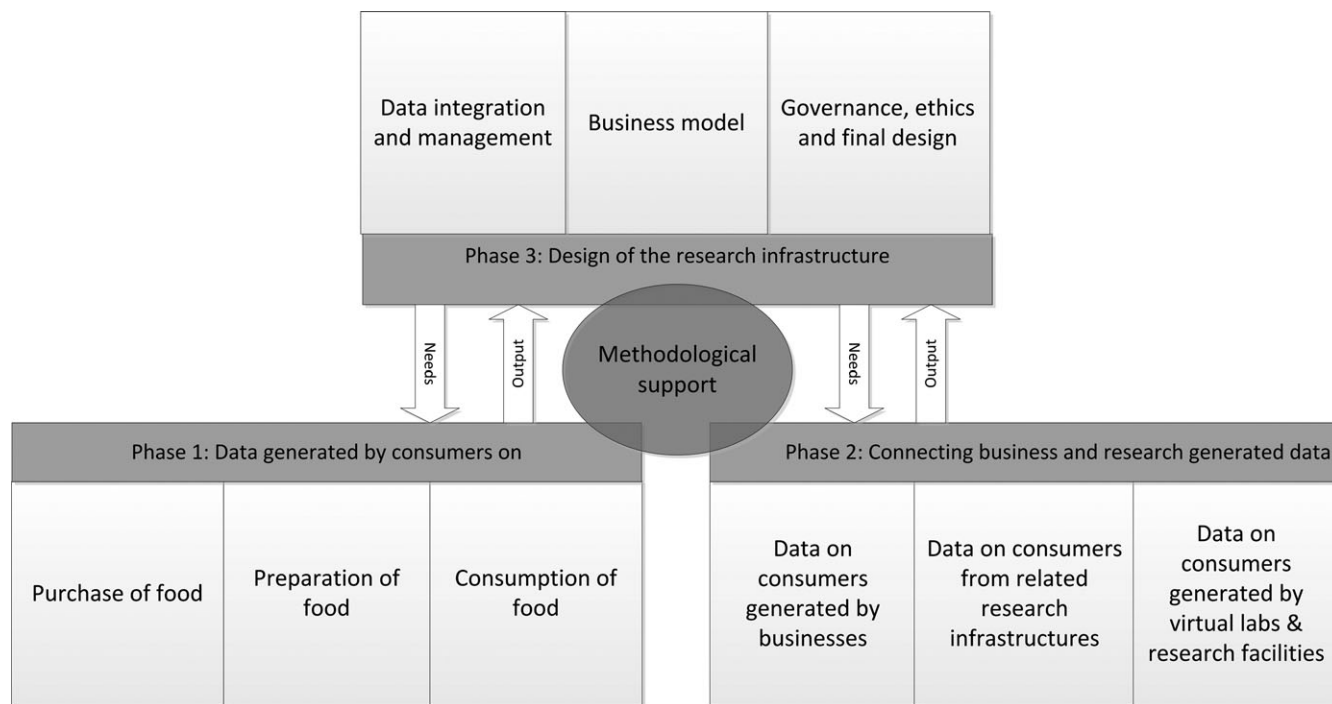 Data integration
and management
Business model
Governance, ethics
and final design
Phase 3: Design of the research infrastructure
Needs
Output
Methodological
support
Needs
Output
Phase 1: Data generated by consumers on
Purchase of food
Preparation of
food
Consumption of
food
Phase 2: Connecting business and research generated data
Data on
consumers
generated by
businesses
Data on consumers
from related
research
infrastructures
Data on
consumers
generated by
virtual labs &
research facilities